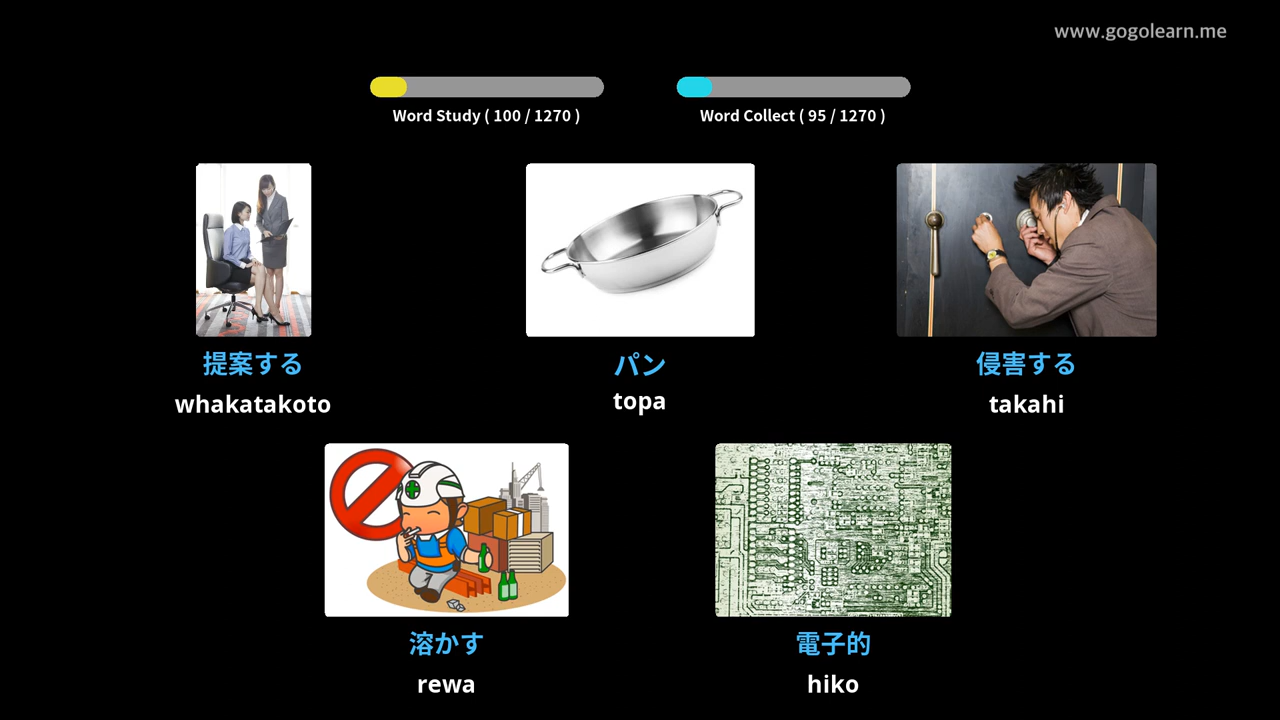 www.gogolearn.me
Word Study ( 100 / 1270 )
Word Collect ( 95 / 1270 )
提案する
whakatakoto
パン
topa
侵害する
takahi
溶かす
rewa
電子的
hiko